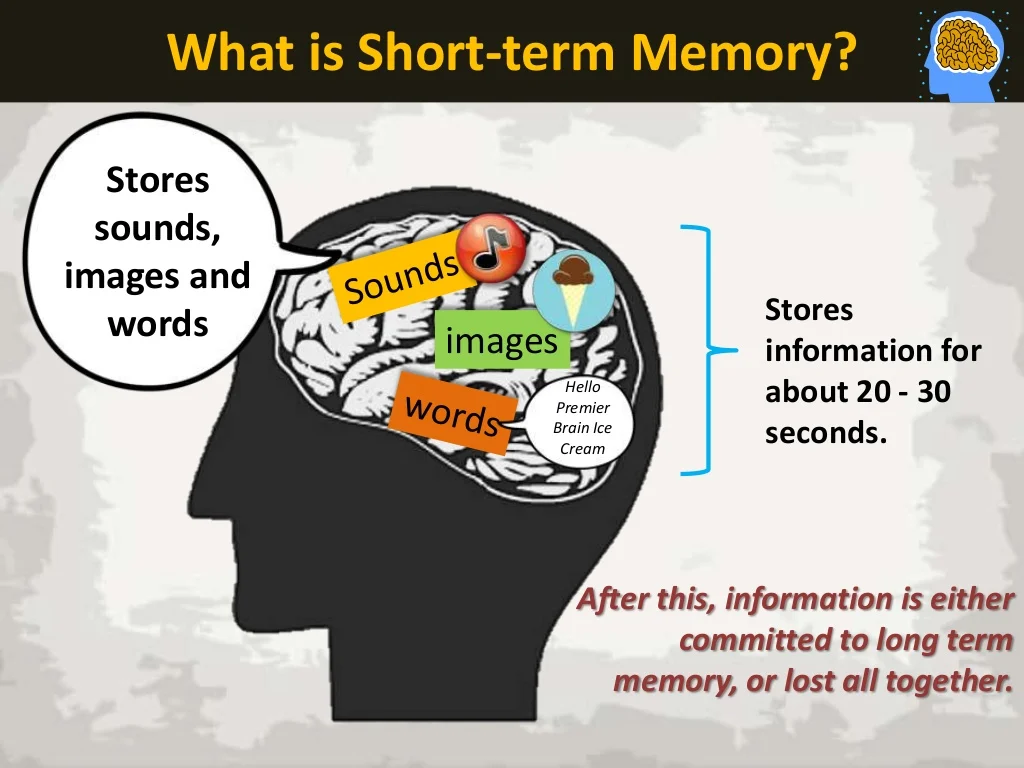 What is Short-term Memory?
Stores
sounds,
images and
words
Sounds
images
words
Hello
Premier
Brain Ice
Cream
Stores
information for
about 20 - 30
seconds.
After this, information is either
committed to long term
memory, or lost all together.